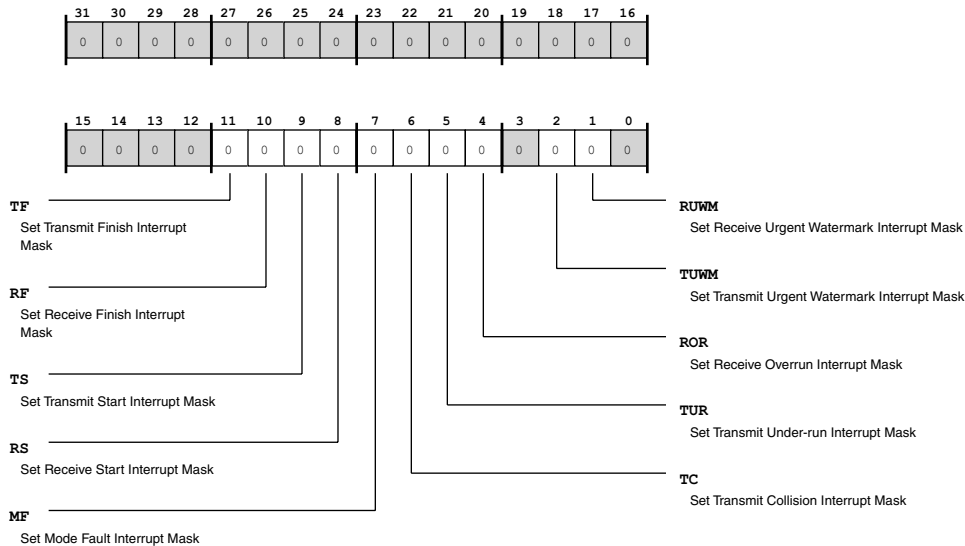 31 30 29 28 27 26 25 24 23 22 21 20 19 18 17 16
0 0 0 0 0 0 0 0 0 0 0 0 0 0 0 0
15 14 13 12 11 10 9 8 7 6 5 4 3 2 1 0
0 0 0 0 0 0 0 0 0 0 0 0 0 0 0 0
TF
Set Transmit Finish Interrupt
Mask
RF
Set Receive Finish Interrupt
Mask
TS
Set Transmit Start Interrupt Mask
RS
Set Receive Start Interrupt Mask
MF
Set Mode Fault Interrupt Mask
RUWM
Set Receive Urgent Watermark Interrupt Mask
TUWM
Set Transmit Urgent Watermark Interrupt Mask
ROR
Set Receive Overrun Interrupt Mask
TUR
Set Transmit Under-run Interrupt Mask
TC
Set Transmit Collision Interrupt Mask